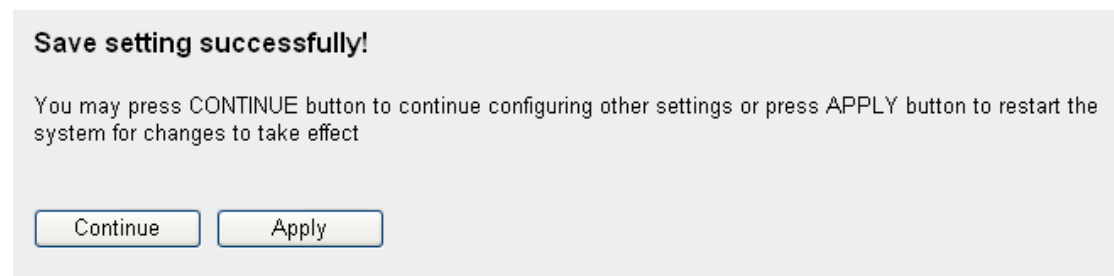 Save setting successfully!
You may press CONTINUE button to continue configuring other settings or press APPLY button to restart the
system for changes to take effect
Continue
Apply